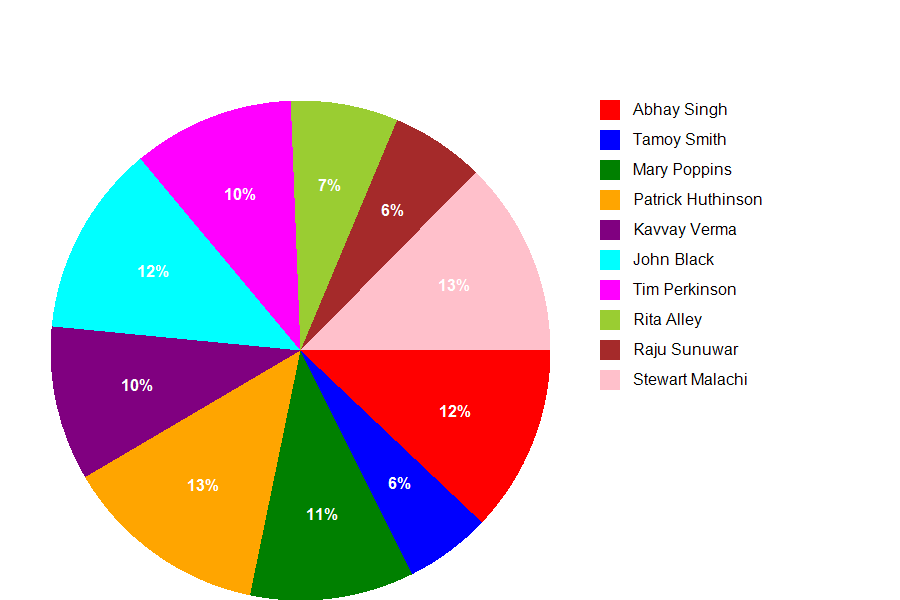 7%
10%
6%
12%
13%
10%
12%
13%
6%
11%
Abhay Singh
Tamoy Smith
Mary Poppins
Patrick Huthinson
Kavvay Verma
John Black
Tim Perkinson
Rita Alley
Raju Sunuwar
Stewart Malachi